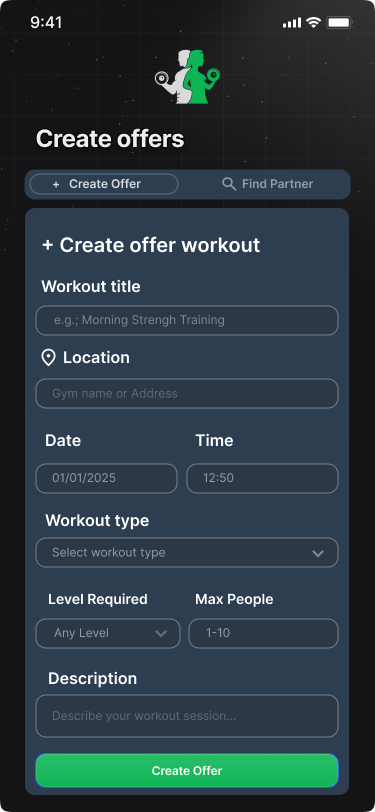 9:41
Create offers
+ Create Offer
Find Partner
+ Create offer workout
Workout title
e.g.; Morning Strengh Training
Location
Gym name or Address
Date Time
01/01/2025 12:50
Workout type
Select workout type
Level Required Max People
Any Level 1-10
Description
Describe your workout session...
Create Offer